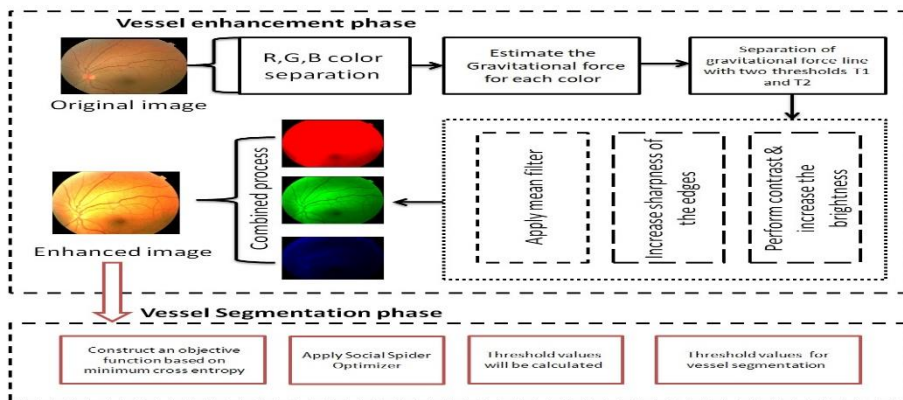 Vessel enhancement phase
R,G,B color
separation
Estimate the
Gravitational force
for each color
Separation of
gravitational force line
with two thresholds T1
and T2
Original image
Combined process
Apply mean filter
Increase sharpness of
the edges
Perform contrast &
increase the
brightness
Enhanced image
Vessel Segmentation phase
Construct an objective
function based on
minimum cross entropy
Apply Social Spider
Optimizer
Threshold values
will be calculated
Threshold values for
vessel segmentation